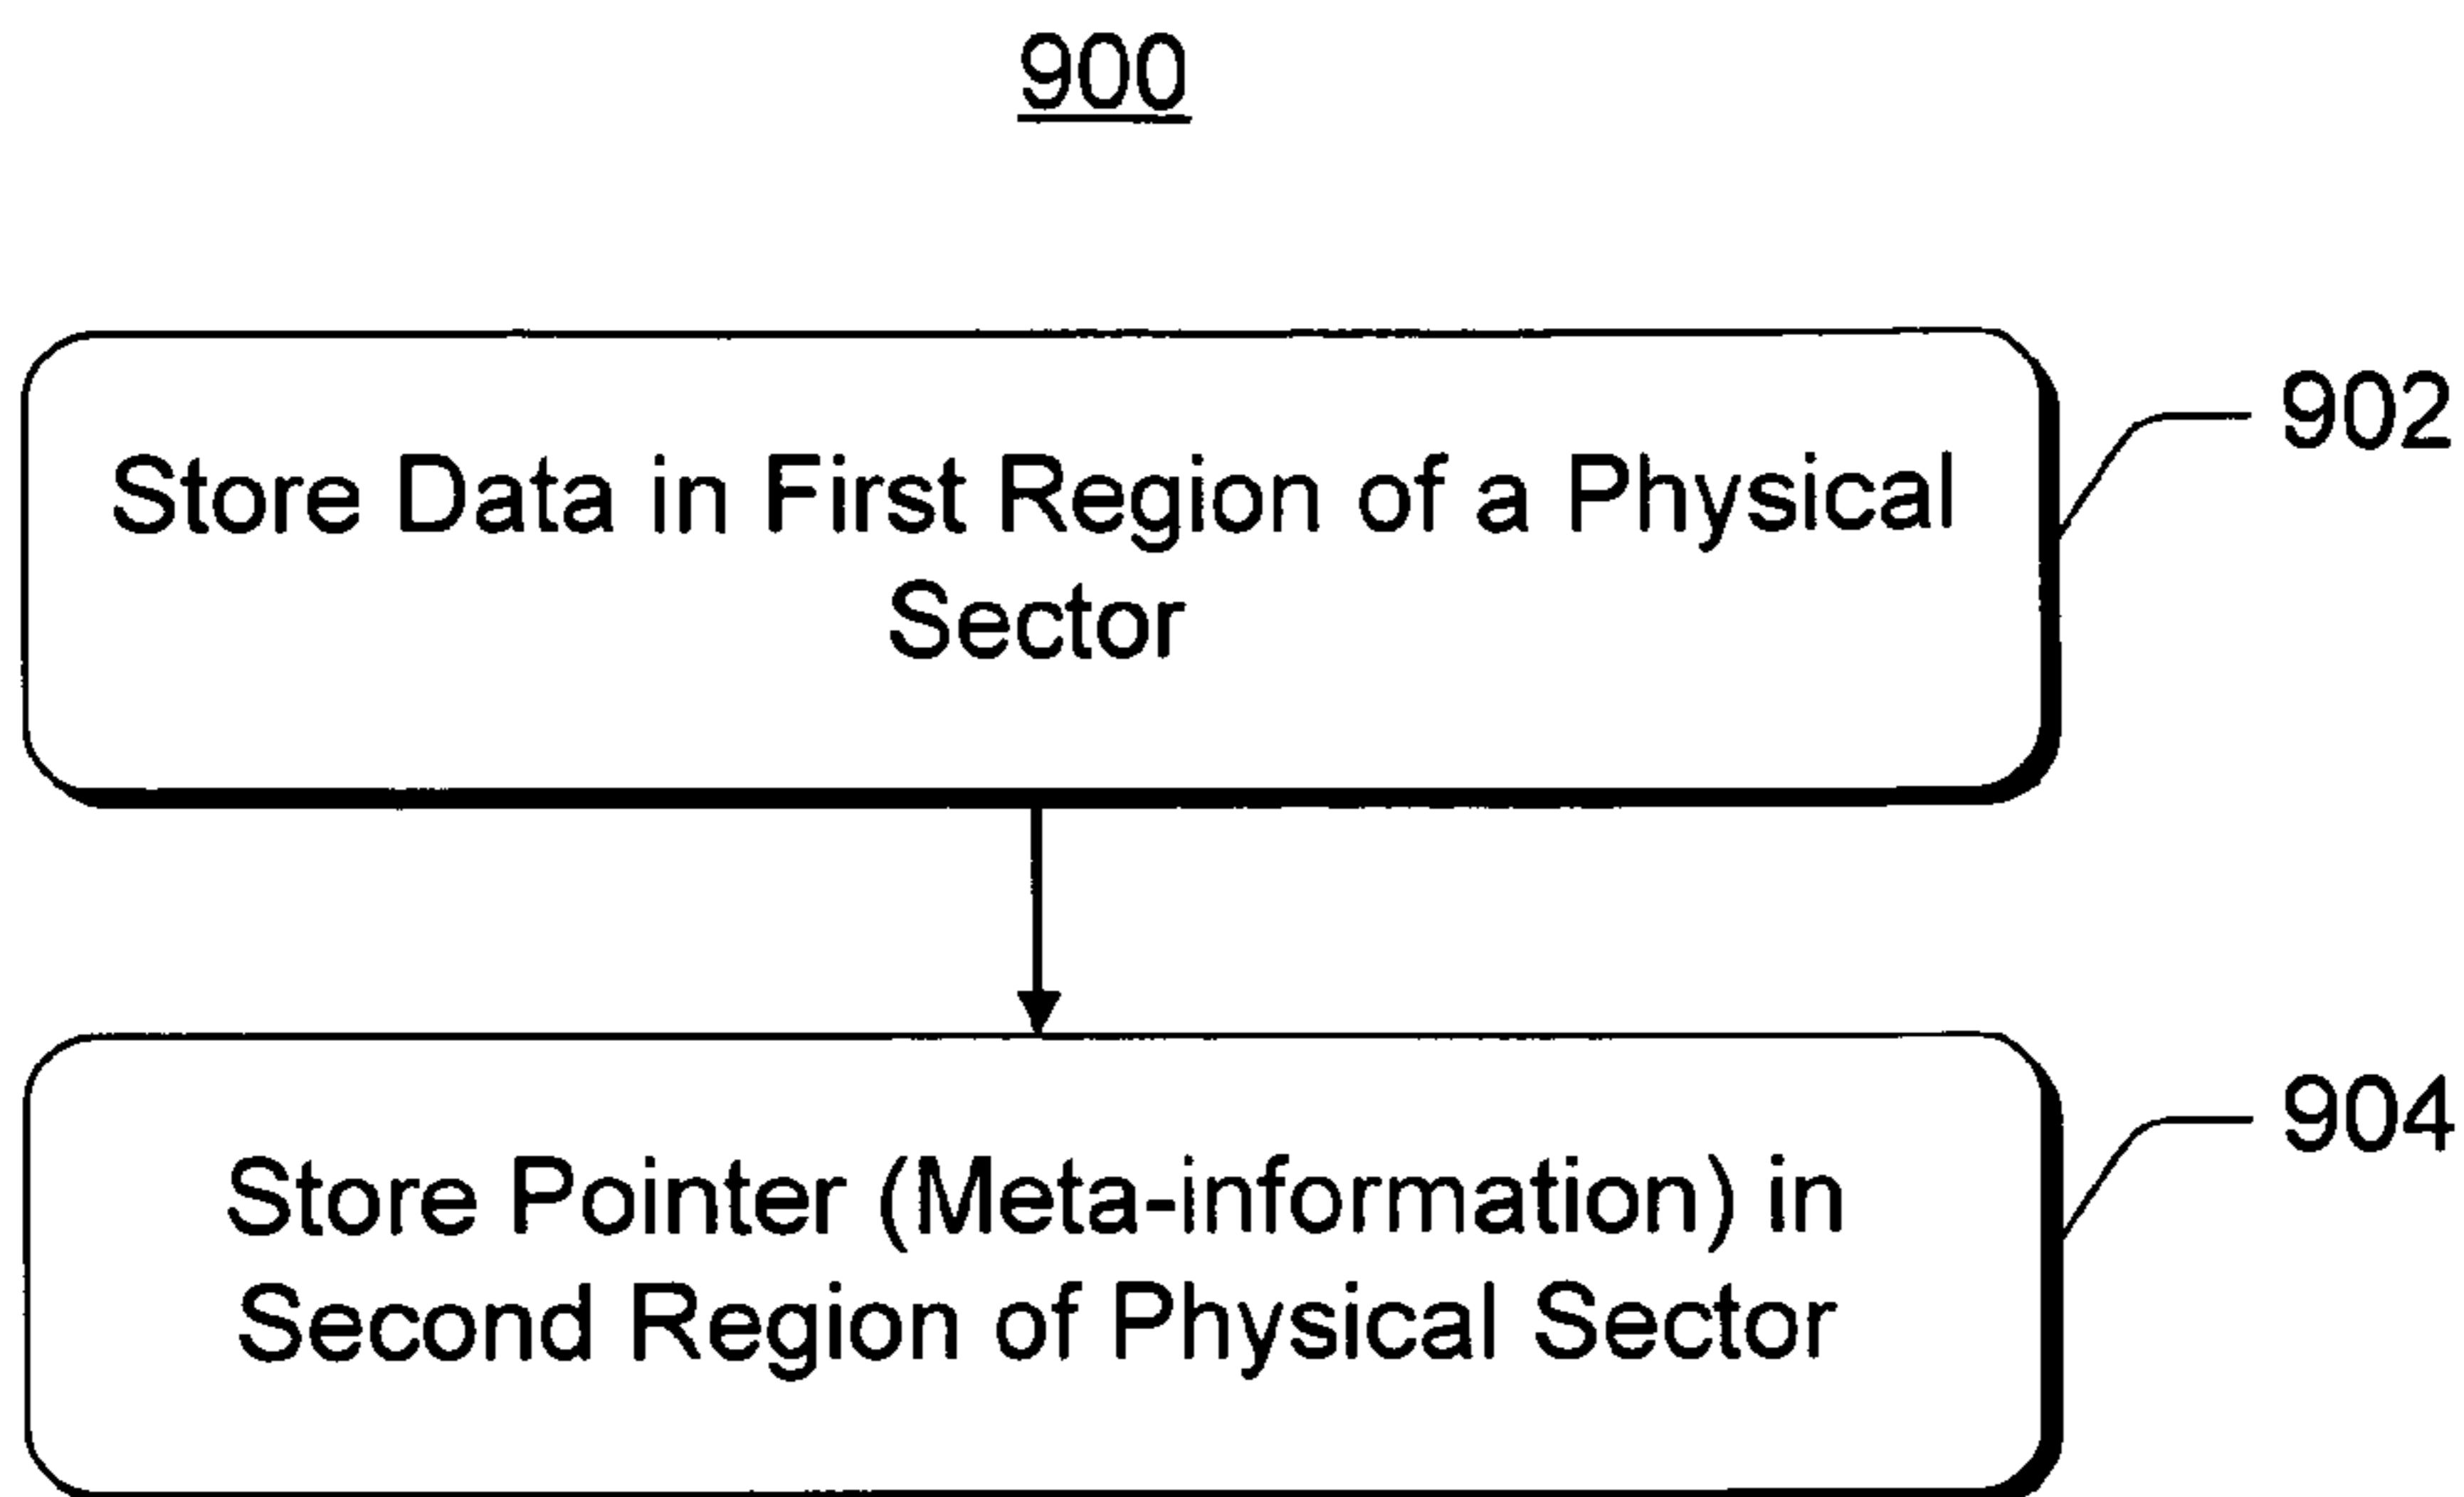 900
Store Data in First Region of a Physical
Sector
902
Store Pointer (Meta-information) in
Second Region of Physical Sector
904